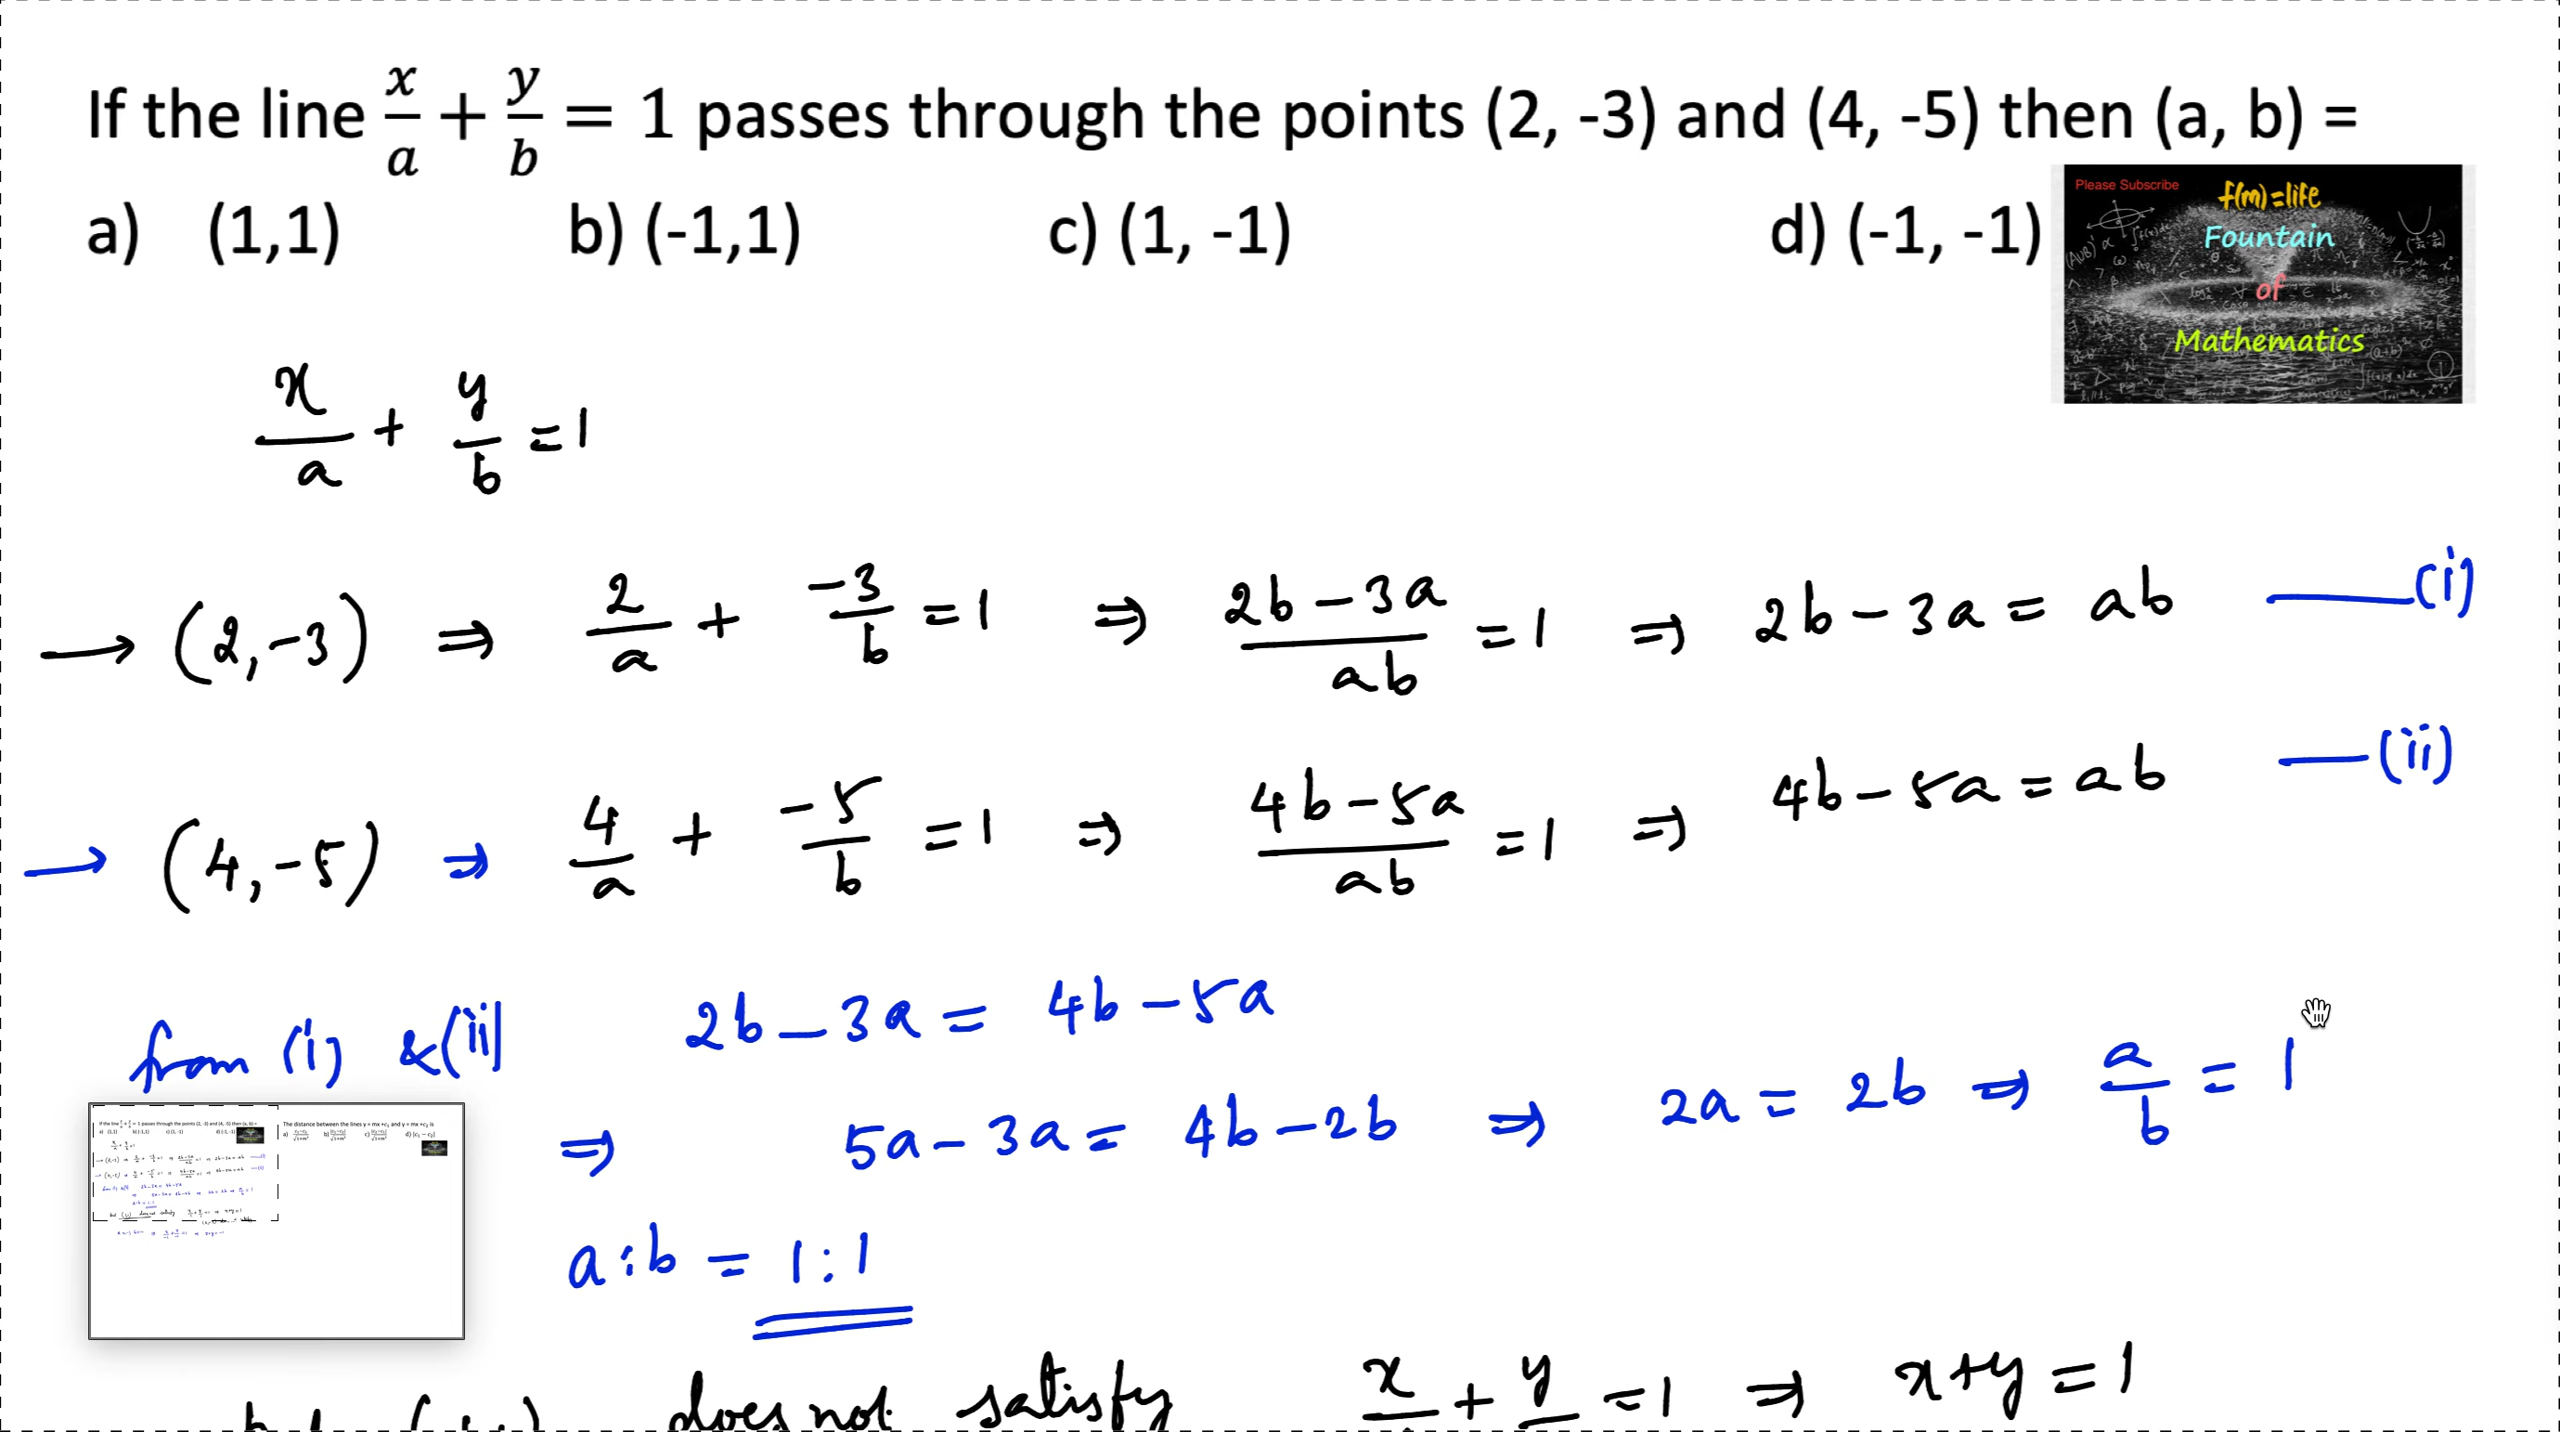 If the line x/a + y/b = 1 passes through the points (2, -3) and (4, -5) then (a, b) =
a) (1,1) b) (-1,1) c) (1, -1) d) (-1, -1)
Please Subscribe
f(m)=life
Fountain
of
Mathematics
x/a + y/b = 1
→ (2,-3) ⇒ 2/a + -3/b = 1 ⇒ (2b-3a)/ab = 1 ⇒ 2b-3a = ab —(i)
→ (4,-5) ⇒ 4/a + -5/b = 1 ⇒ (4b-5a)/ab = 1 ⇒ 4b-5a = ab —(ii)
from (i) &(ii) 2b-3a = 4b-5a
⇒ 5a-3a = 4b-2b ⇒ 2a = 2b ⇒ a/b = 1
a:b = 1:1
does not satisfy x + y = 1 ⇒ x+y = 1